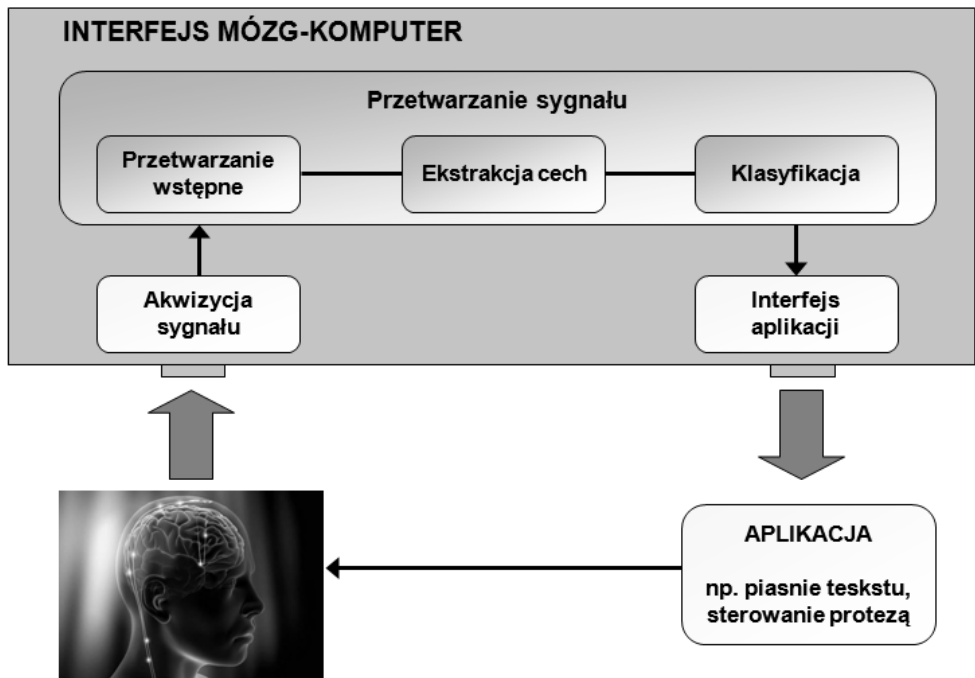 INTERFEJS MÓZG-KOMPUTER
Przetwarzanie sygnału
Przetwarzanie
wstępne
Ekstrakcja cech
Klasyfikacja
Akwizycja
sygnału
Interfejs
aplikacji
APLIKACJA
np. piasnie teskstu,
sterowanie protezą